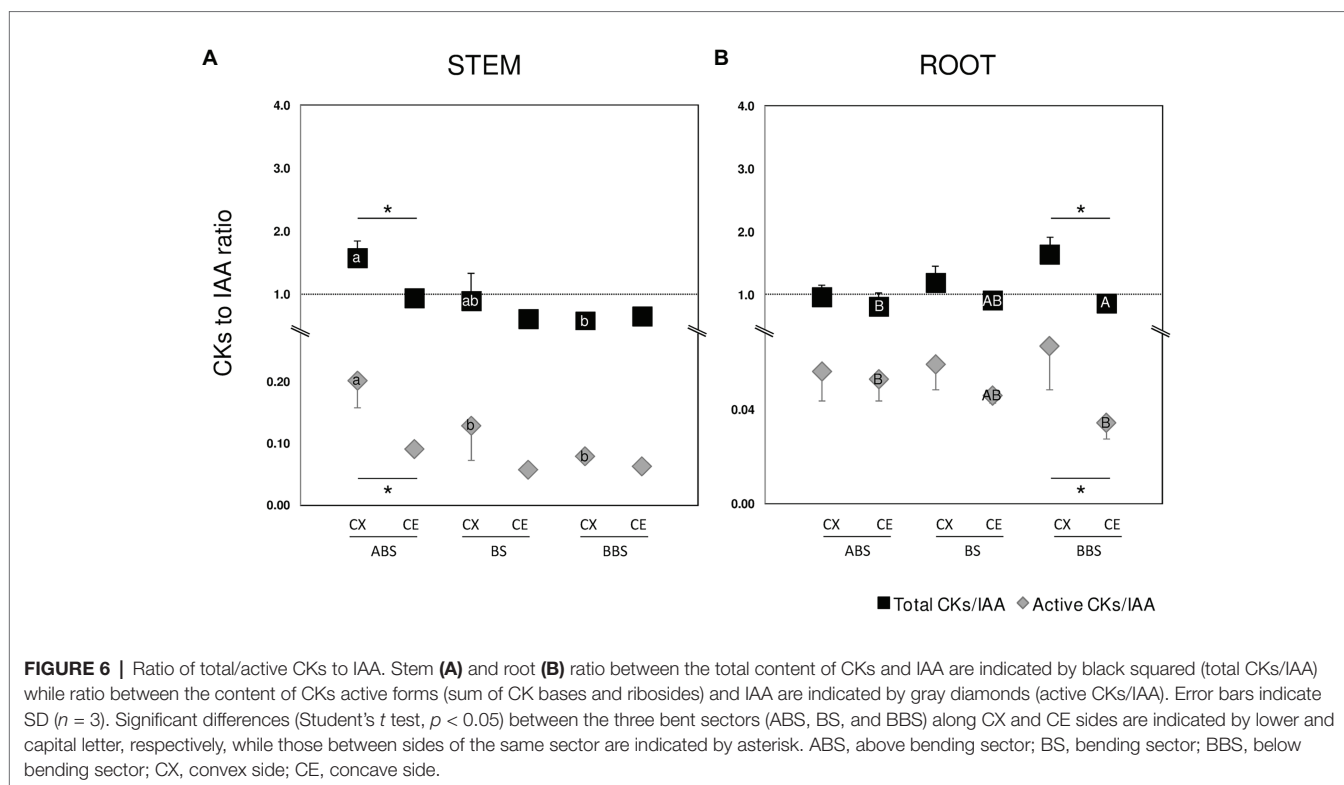 A STEM B ROOT
4.0 4.0
3.0 3.0
2.0 * 2.0 *
a
1.0 ab b 1.0 B AB A
CKs to IAA ratio
0.20 a B AB B
0.10 b b 0.04
*
*
0.00 0.00
CX CE CX CE CX CE CX CE CX CE CX CE
ABS BS BBS ABS BS BBS
Total CKs/IAA Active CKs/IAA
FIGURE 6 | Ratio of total/active CKs to IAA. Stem (A) and root (B) ratio between the total content of CKs and IAA are indicated by black squared (total CKs/IAA)
while ratio between the content of CKs active forms (sum of CK bases and ribosides) and IAA are indicated by gray diamonds (active CKs/IAA). Error bars indicate
SD (n = 3). Significant differences (Student's t test, p < 0.05) between the three bent sectors (ABS, BS, and BBS) along CX and CE sides are indicated by lower and
capital letter, respectively, while those between sides of the same sector are indicated by asterisk. ABS, above bending sector; BS, bending sector; BBS, below
bending sector; CX, convex side; CE, concave side.